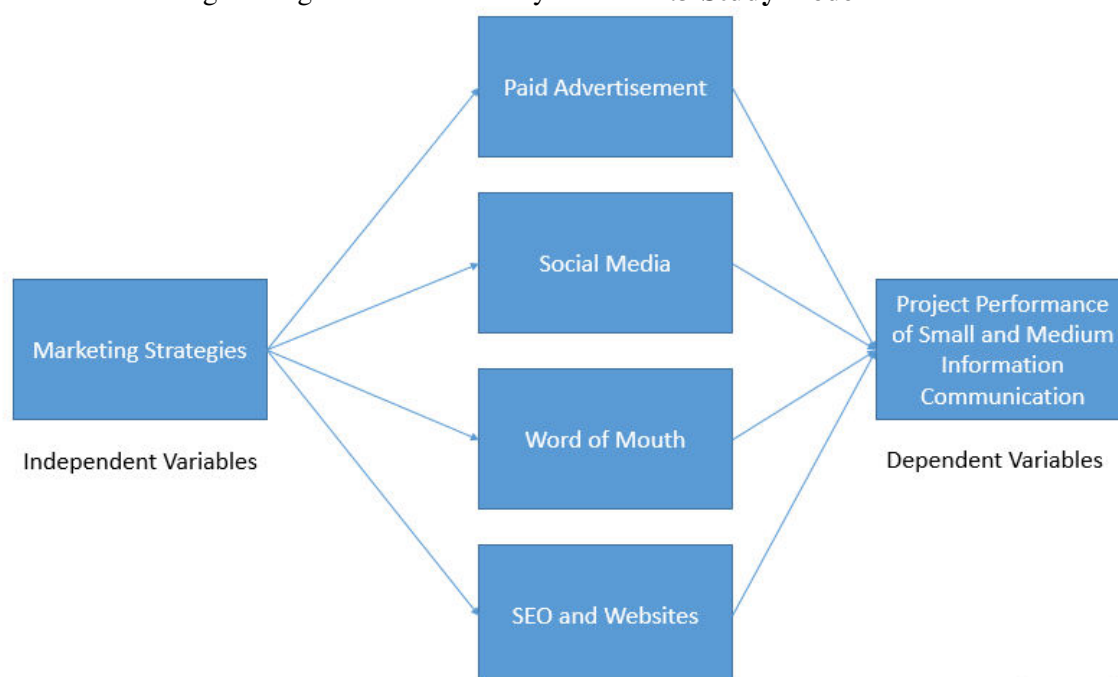 Paid Advertisement
Social Media
Marketing Strategies
Project Performance
of Small and Medium
Information
Communication
Word of Mouth
Independent Variables
Dependent Variables
SEO and Websites